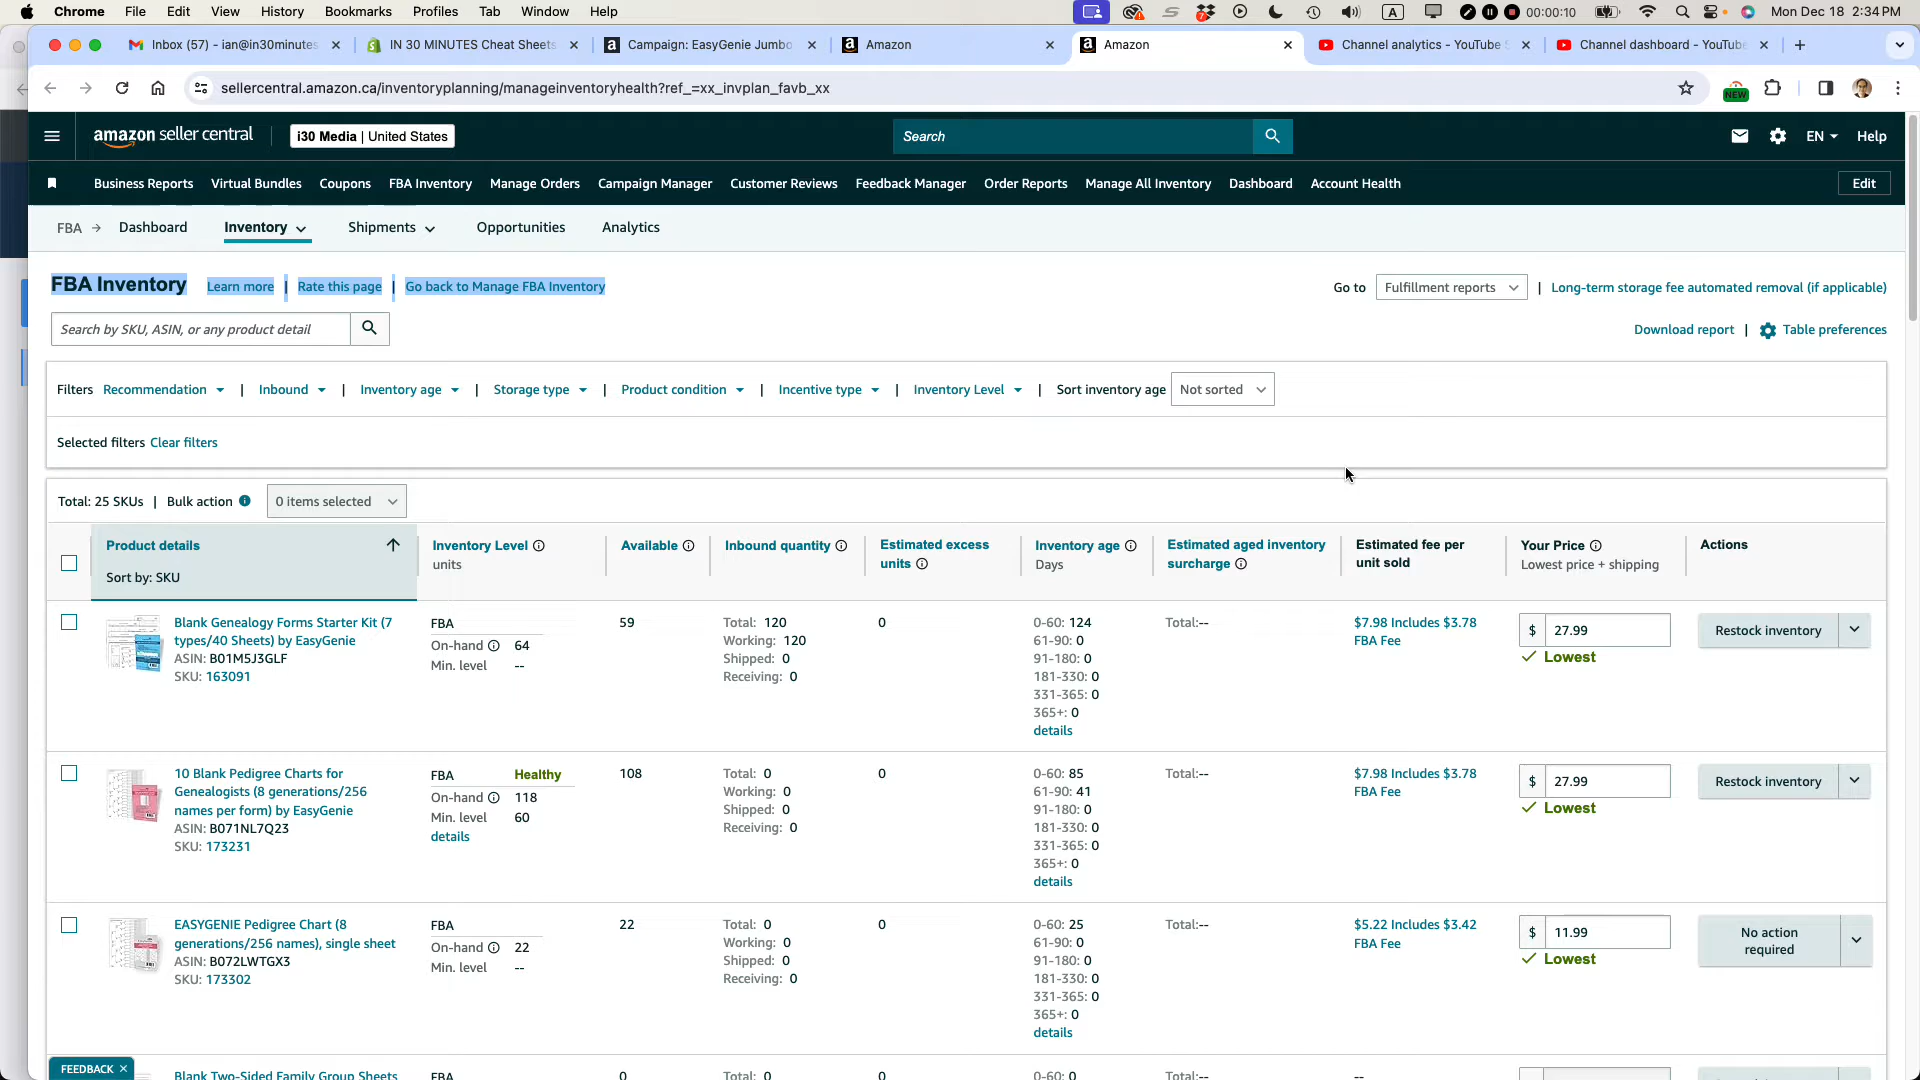 Chrome File Edit View History Bookmarks Profiles Tab Window Help 7 A 00:00:10 Mon Dec 18 2:34 PM
Inbox (57) - ian@in30minutes IN 30 MINUTES Cheat Sheets Campaign: EasyGenie Jumbo Amazon Amazon Channel analytics - YouTube S Channel dashboard - YouTube
sellercentral.amazon.ca/inventoryplanning/manageinventoryhealth?ref_=xx_invplan_favb_xx NEW
amazon seller central i30 Media | United States Search EN Help
Business Reports Virtual Bundles Coupons FBA Inventory Manage Orders Campaign Manager Customer Reviews Feedback Manager Order Reports Manage All Inventory Dashboard Account Health Edit
FBA → Dashboard Inventory Shipments Opportunities Analytics
FBA Inventory Learn more | Rate this page | Go back to Manage FBA Inventory Go to Fulfillment reports | Long-term storage fee automated removal (if applicable)
Search by SKU, ASIN, or any product detail Download report | Table preferences
Filters Recommendation | Inbound | Inventory age | Storage type | Product condition | Incentive type | Inventory Level | Sort inventory age Not sorted
Selected filters Clear filters
Total: 25 SKUs | Bulk action 0 items selected
Product details Inventory Level Available Inbound quantity Estimated excess Inventory age Estimated aged inventory Estimated fee per Your Price Actions
Sort by: SKU units units Days surcharge unit sold Lowest price + shipping
Blank Genealogy Forms Starter Kit (7 FBA 59 Total: 120 0 0-60: 124 Total:-- $7.98 Includes $3.78 $ 27.99 Restock inventory
types/40 Sheets) by EasyGenie On-hand 64 Working: 120 61-90: 0 FBA Fee
ASIN: B01M5J3GLF Min. level -- Shipped: 0 91-180: 0 Lowest
SKU: 163091 Receiving: 0 181-330: 0
331-365: 0
365+: 0
details
10 Blank Pedigree Charts for FBA Healthy 108 Total: 0 0 0-60: 85 Total:-- $7.98 Includes $3.78 $ 27.99 Restock inventory
Genealogists (8 generations/256 On-hand 118 Working: 0 61-90: 41 FBA Fee
names per form) by EasyGenie Min. level 60 Shipped: 0 91-180: 0 Lowest
ASIN: B071NL7Q23 details Receiving: 0 181-330: 0
SKU: 173231 331-365: 0
365+: 0
details
EASYGENIE Pedigree Chart (8 FBA 22 Total: 0 0 0-60: 25 Total:-- $5.22 Includes $3.42 $ 11.99 No action required
generations/256 names), single sheet On-hand 22 Working: 0 61-90: 0 FBA Fee
ASIN: B072LWTGX3 Min. level -- Shipped: 0 91-180: 0 Lowest
SKU: 173302 Receiving: 0 181-330: 0
331-365: 0
365+: 0
details
FEEDBACK × Blank Two-Sided Family Group Sheets FBA 0 Total: 0 0 0-60: 0 Total:-- --